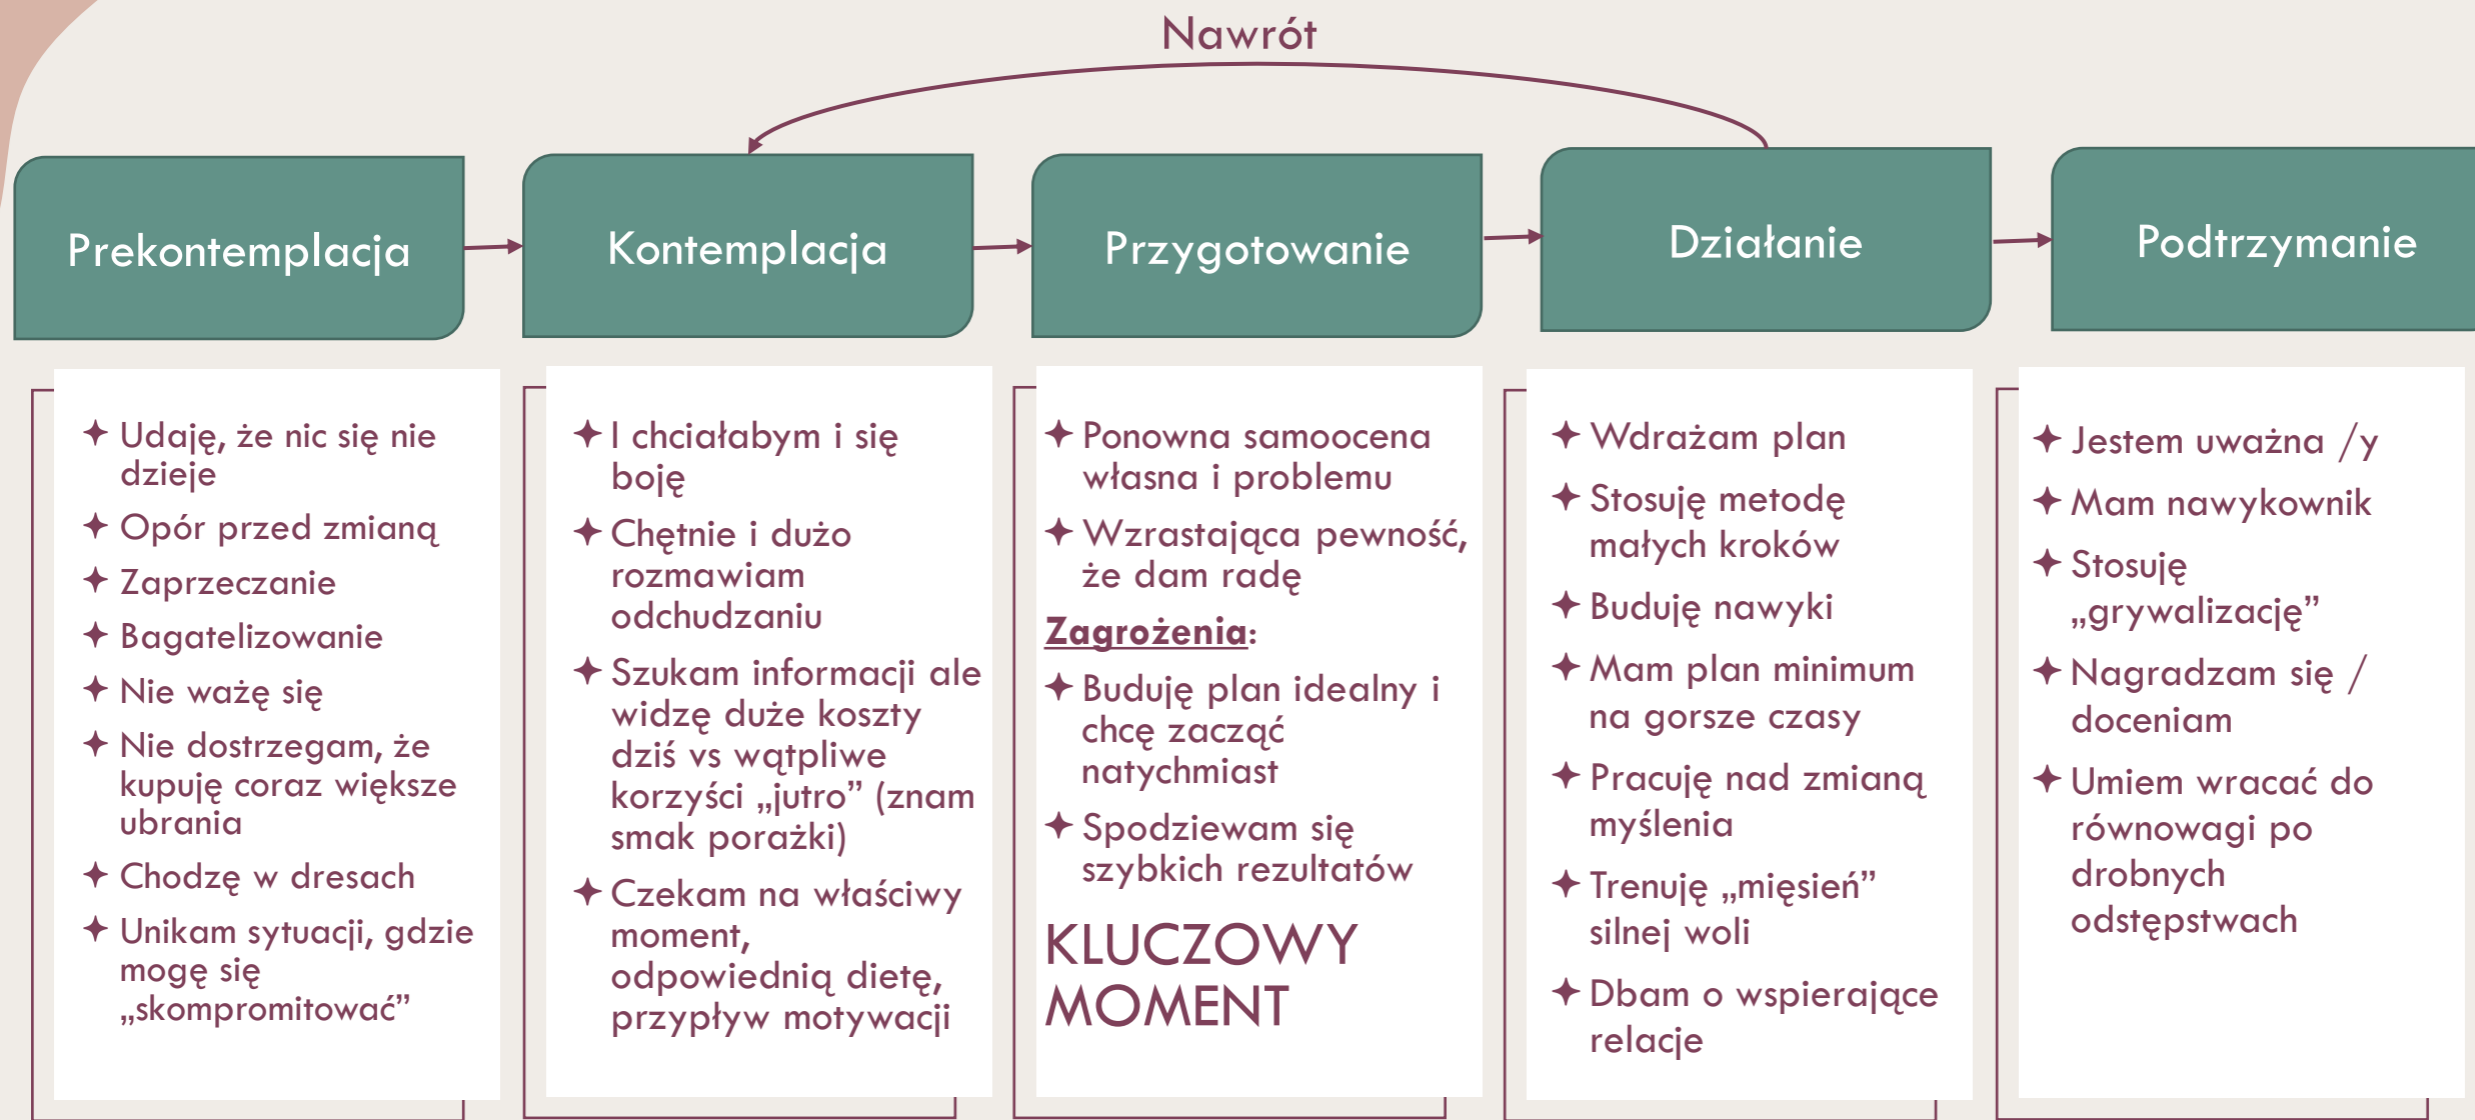 Nawrót
Prekontemplacja
Kontemplacja
Przygotowanie
Działanie
Podtrzymanie
Udaję, że nic się nie
dzieje
Opór przed zmianą
Zaprzeczanie
Bagatelizowanie
Nie ważę się
Nie dostrzegam, że
kupuję coraz większe
ubrania
Chodzę w dresach
Unikam sytuacji, gdzie
mogę się
„skompromitować”
I chciałabym i się
boję
Chętnie i dużo
rozmawiam
odchudzaniu
Szukam informacji ale
widzę duże koszty
dziś vs wątpliwe
korzyści „jutro” (znam
smak porażki)
Czekam na właściwy
moment,
odpowiednią dietę,
przypływ motywacji
Ponowna samoocena
własna i problemu
Wzrastająca pewność,
że dam radę
Zagrożenia:
Buduję plan idealny i
chcę zacząć
natychmiast
Spodziewam się
szybkich rezultatów
KLUCZOWY
MOMENT
Wdrażam plan
Stosuję metodę
małych kroków
Buduję nawyki
Mam plan minimum
na gorsze czasy
Pracuję nad zmianą
myślenia
Trenuję „mięsień”
silnej woli
Dbam o wspierające
relacje
Jestem uważna /y
Mam nawykownik
Stosuję
„grywalizację”
Nagradzam się /
doceniam
Umiem wracać do
równowagi po
drobnych
odstępstwach